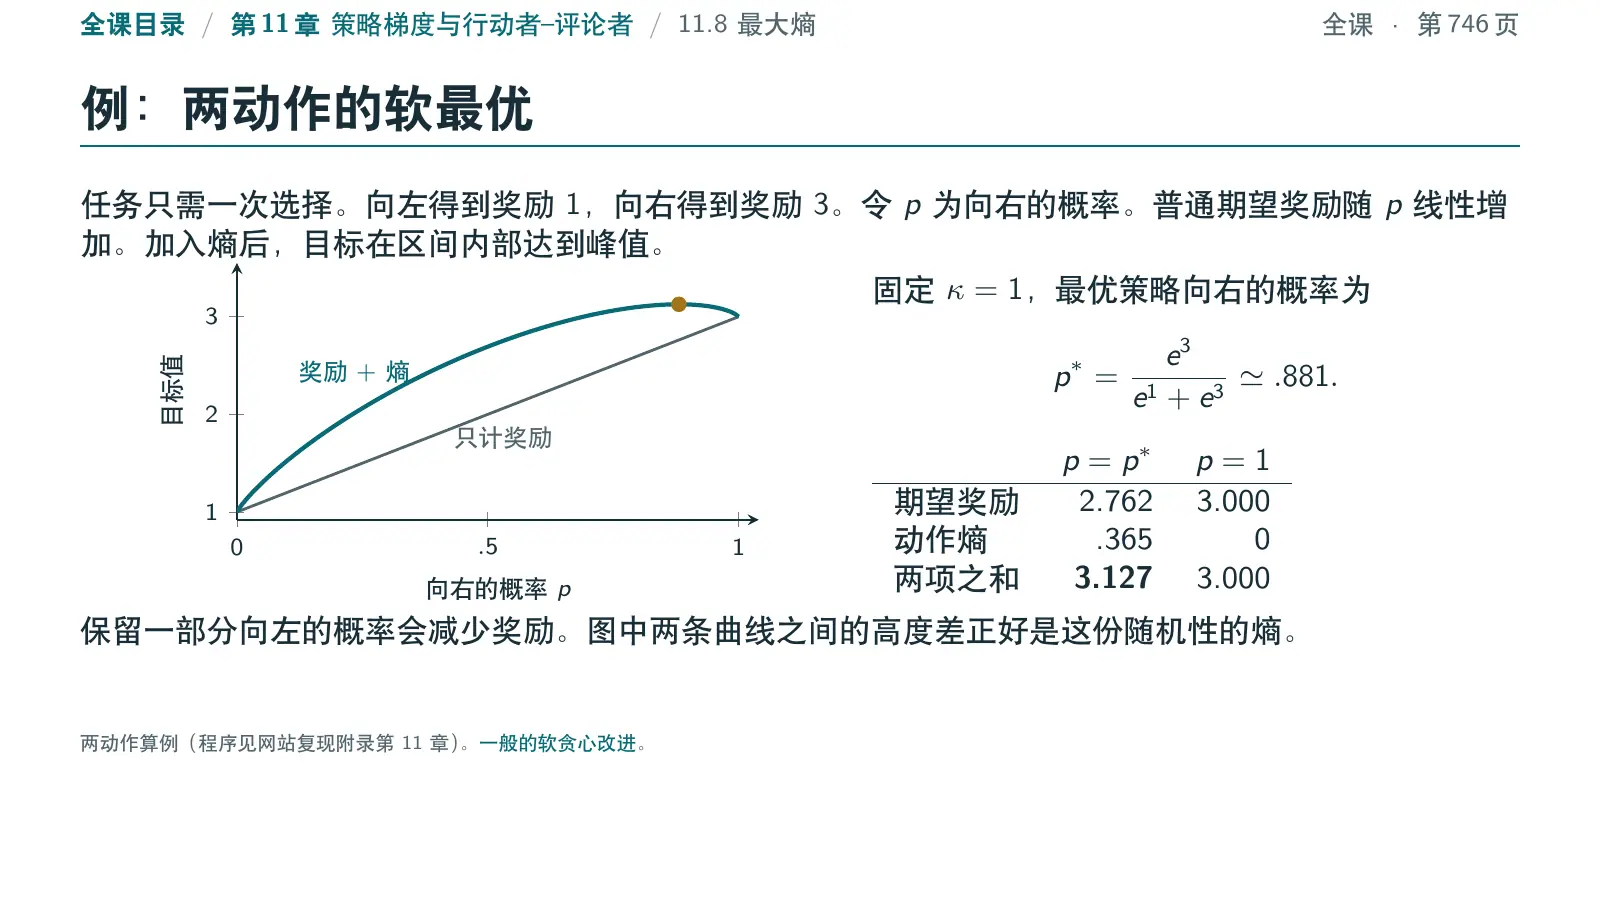 全课目录 / 第 11 章 策略梯度与行动者–评论者 / 11.8 最大熵
全课 · 第 746 页
例：两动作的软最优
任务只需一次选择。向左得到奖励 1，向右得到奖励 3。令 p 为向右的概率。普通期望奖励随 p 线性增
加。加入熵后，目标在区间内部达到峰值。
目标值
3
2
1
奖励 + 熵
只计奖励
0 .5 1
向右的概率 p
固定 κ = 1，最优策略向右的概率为
p* = e³ / (e¹ + e³) ≃ .881.
p = p* p = 1
期望奖励 2.762 3.000
动作熵 .365 0
两项之和 3.127 3.000
保留一部分向左的概率会减少奖励。图中两条曲线之间的高度差正好是这份随机性的熵。
两动作算例（程序见网站复现附录第 11 章）。一般的软贪心改进。